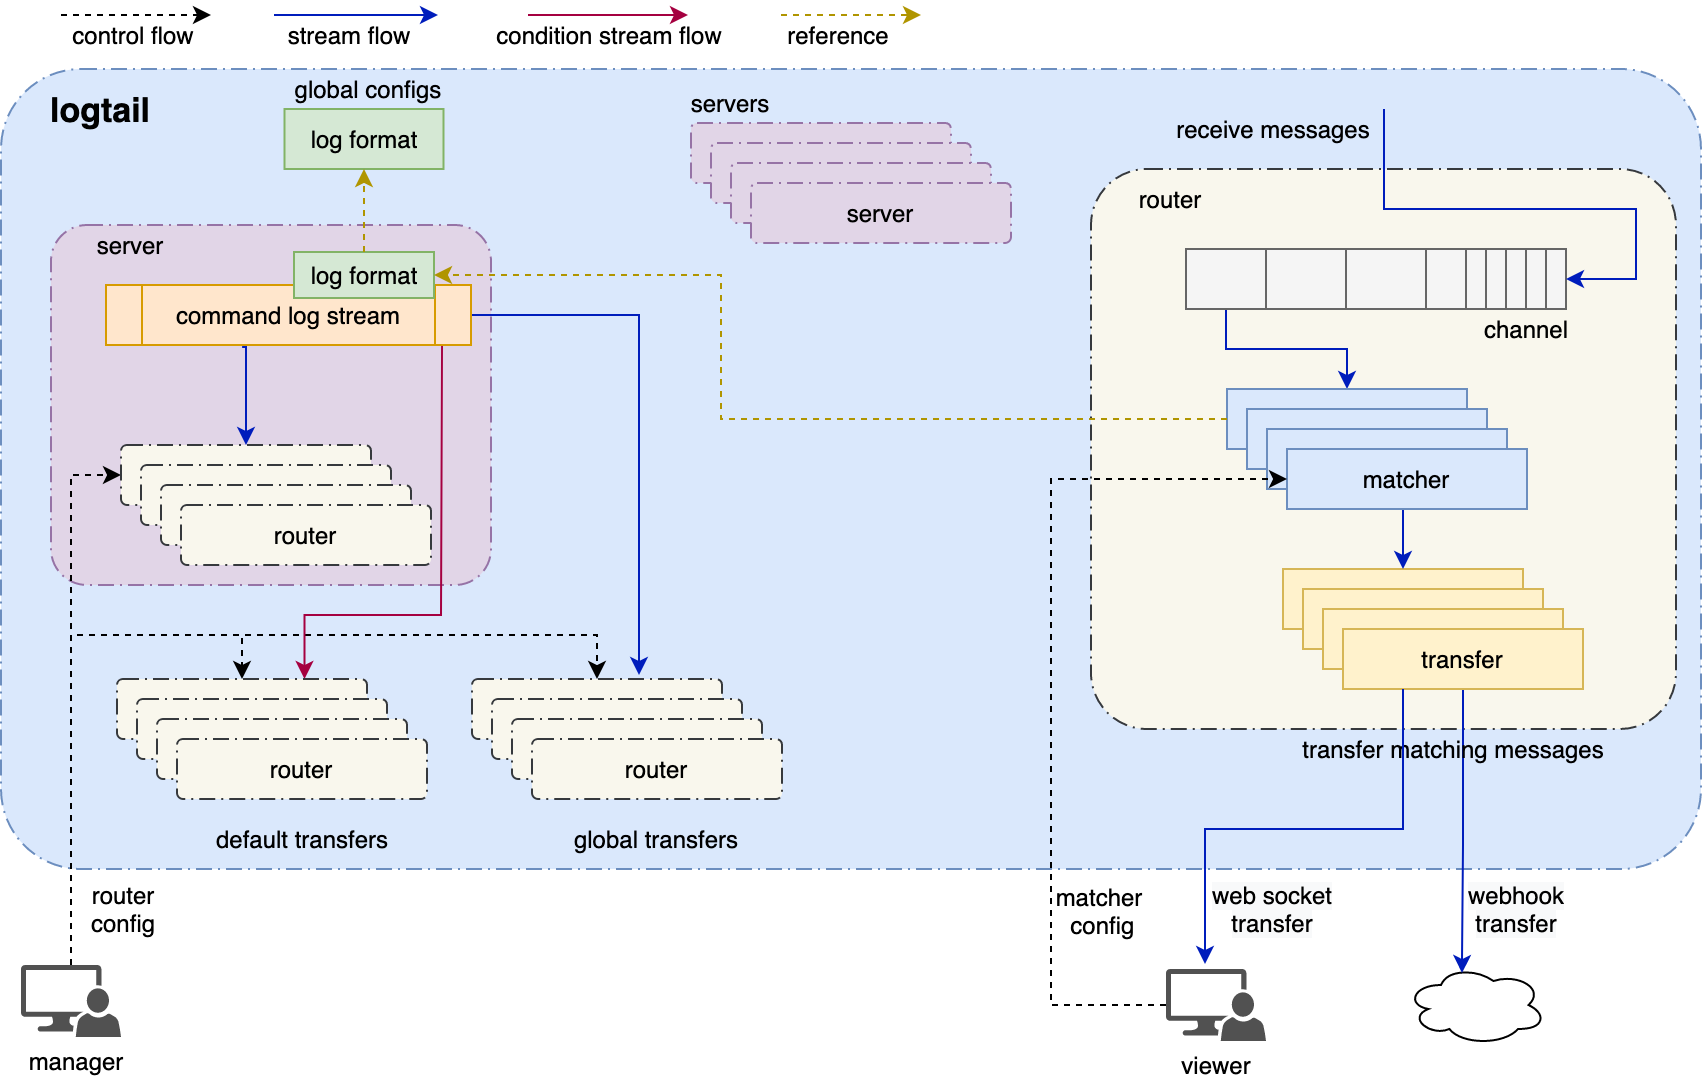 control flow
stream flow
condition stream flow
reference
logtail
global configs
log format
servers
server
receive messages
router
channel
matcher
transfer
transfer matching messages
server
log format
command log stream
router
router
default transfers
router
global transfers
router
config
manager
matcher
config
web socket
transfer
viewer
webhook
transfer